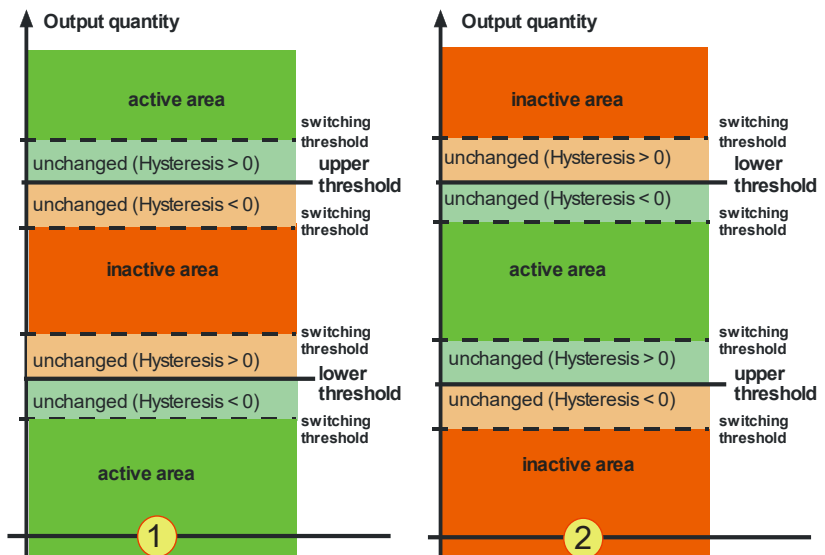 Output quantity
active area
switching
threshold
unchanged (Hysteresis > 0)
upper
threshold
unchanged (Hysteresis < 0)
switching
threshold
inactive area
switching
threshold
unchanged (Hysteresis > 0)
lower
threshold
unchanged (Hysteresis < 0)
switching
threshold
active area
1
Output quantity
inactive area
switching
threshold
unchanged (Hysteresis > 0)
lower
threshold
unchanged (Hysteresis < 0)
switching
threshold
active area
switching
threshold
unchanged (Hysteresis > 0)
upper
threshold
unchanged (Hysteresis < 0)
switching
threshold
inactive area
2